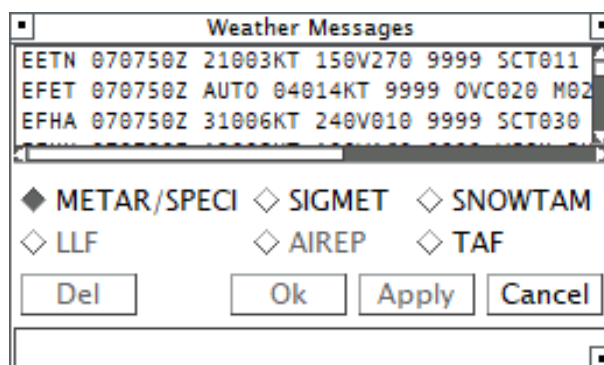 Weather Messages
EETN 070750Z 21003KT 150V270 9999 SCT011
EFET 070750Z AUTO 04014KT 9999 OVC020 M02
EFHA 070750Z 31006KT 240V010 9999 SCT030
METAR/SPECI SIGMET SNOWTAM
LLF AIREP TAF
Del Ok Apply Cancel